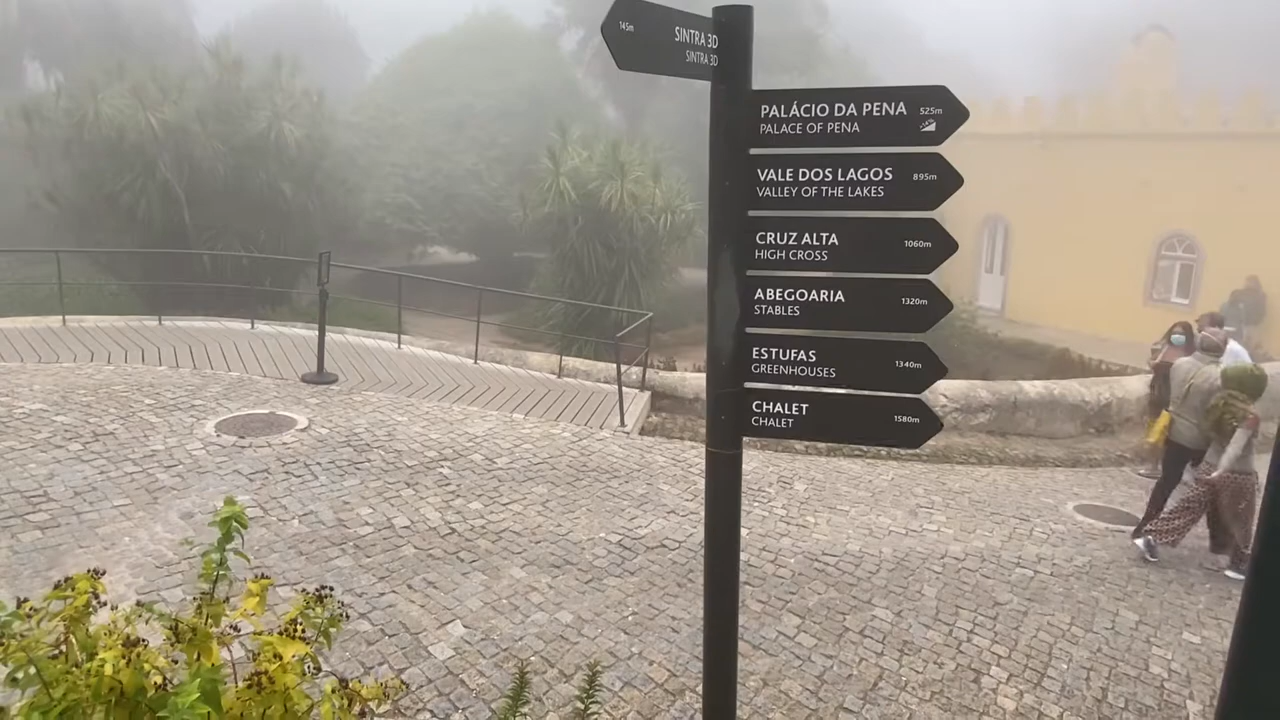 145m SINTRA 3D
SINTRA 3D
PALÁCIO DA PENA 525m
PALACE OF PENA
VALE DOS LAGOS 895m
VALLEY OF THE LAKES
CRUZ ALTA 1060m
HIGH CROSS
ABEGOARIA 1320m
STABLES
ESTUFAS 1340m
GREENHOUSES
CHALET 1580m
CHALET